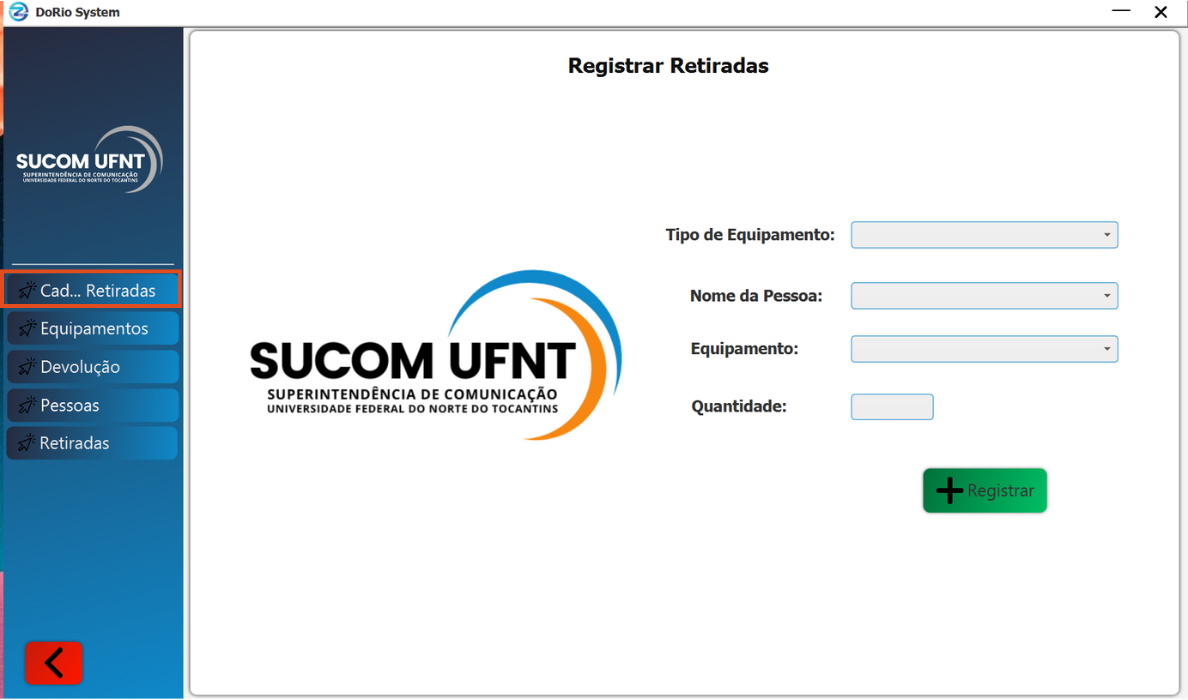 DoRio System
SUCOM UFNT
SUPERINTENDÊNCIA DE COMUNICAÇÃO
UNIVERSIDADE FEDERAL DO NORTE DO TOCANTINS
Cad... Retiradas
Equipamentos
Devolução
Pessoas
Retiradas
Registrar Retiradas
SUCOM UFNT
SUPERINTENDÊNCIA DE COMUNICAÇÃO
UNIVERSIDADE FEDERAL DO NORTE DO TOCANTINS
Tipo de Equipamento:
Nome da Pessoa:
Equipamento:
Quantidade:
Registrar